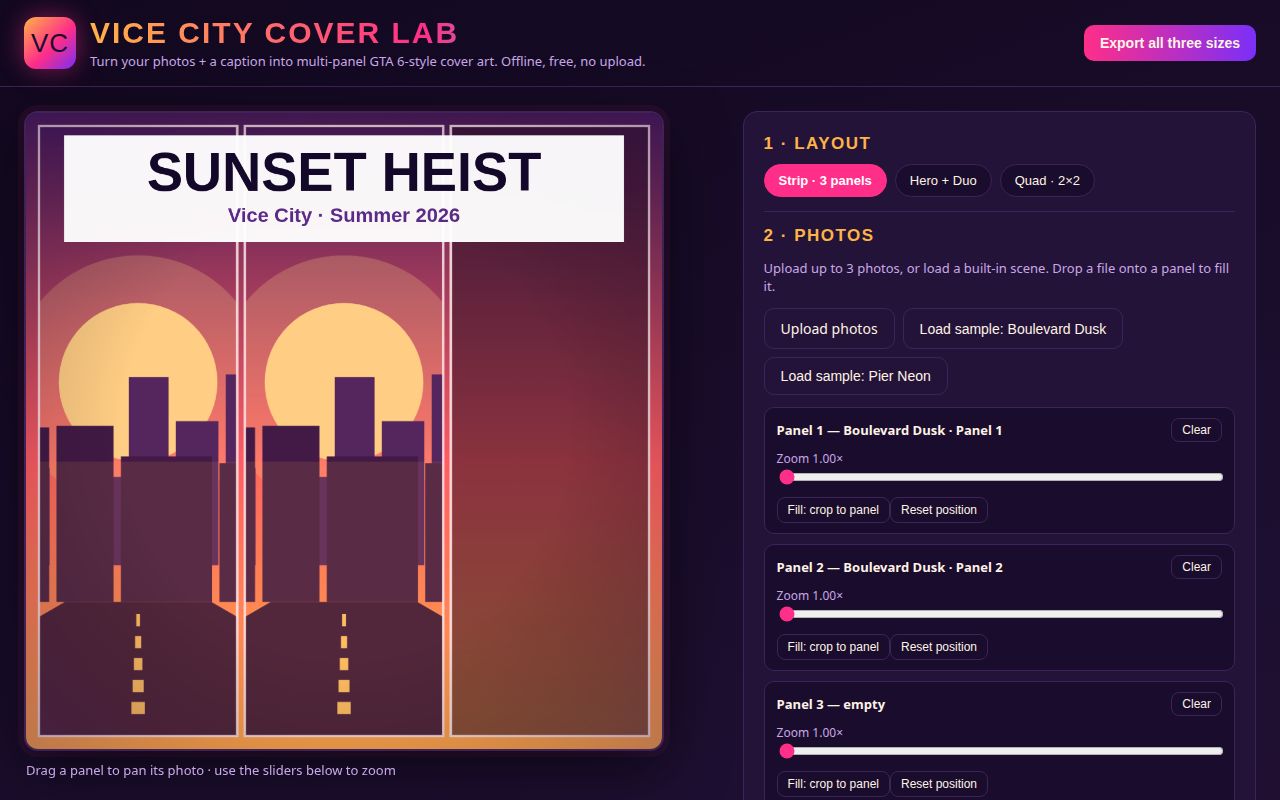 VC
VICE CITY COVER LAB
Turn your photos + a caption into multi-panel GTA 6-style cover art. Offline, free, no upload.
Export all three sizes
SUNSET HEIST
Vice City · Summer 2026
Drag a panel to pan its photo · use the sliders below to zoom
1 · LAYOUT
Strip · 3 panels
Hero + Duo
Quad · 2×2
2 · PHOTOS
Upload up to 3 photos, or load a built-in scene. Drop a file onto a panel to fill
it.
Upload photos
Load sample: Boulevard Dusk
Load sample: Pier Neon
Panel 1 — Boulevard Dusk · Panel 1
Clear
Zoom 1.00×
Fill: crop to panel
Reset position
Panel 2 — Boulevard Dusk · Panel 2
Clear
Zoom 1.00×
Fill: crop to panel
Reset position
Panel 3 — empty
Clear
Zoom 1.00×
Fill: crop to panel
Reset position